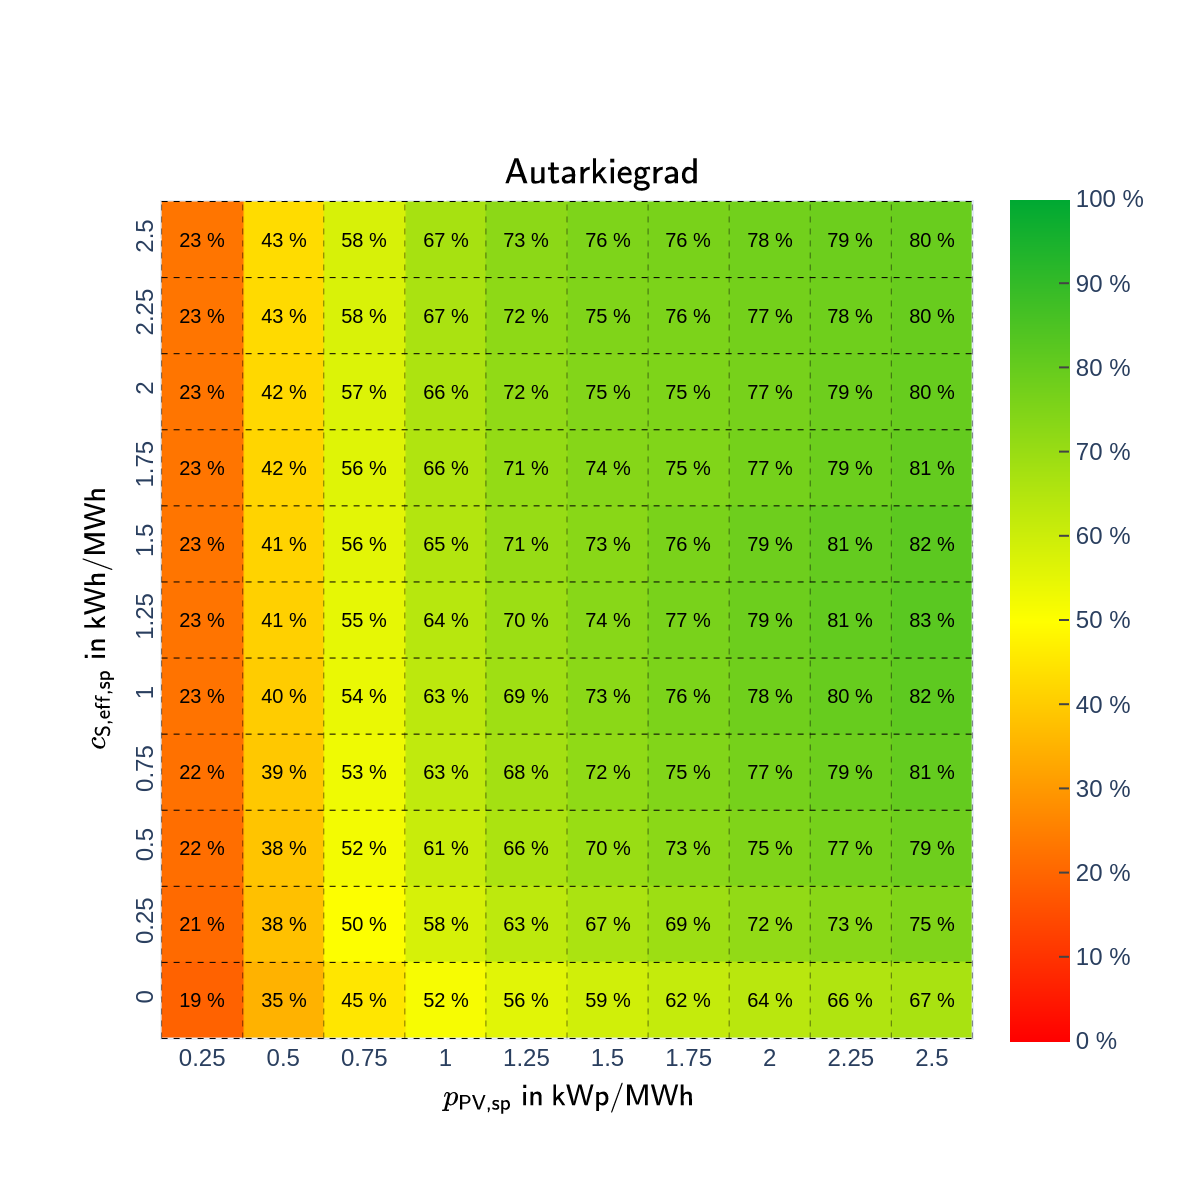 Autarkiegrad
2.5 23 % 43 % 58 % 67 % 73 % 76 % 76 % 78 % 79 % 80 %
2.25 23 % 43 % 58 % 67 % 72 % 75 % 76 % 77 % 78 % 80 %
2 23 % 42 % 57 % 66 % 72 % 75 % 75 % 77 % 79 % 80 %
1.75 23 % 42 % 56 % 66 % 71 % 74 % 75 % 77 % 79 % 81 %
1.5 23 % 41 % 56 % 65 % 71 % 73 % 76 % 79 % 81 % 82 %
1.25 23 % 41 % 55 % 64 % 70 % 74 % 77 % 79 % 81 % 83 %
1 23 % 40 % 54 % 63 % 69 % 73 % 76 % 78 % 80 % 82 %
0.75 22 % 39 % 53 % 63 % 68 % 72 % 75 % 77 % 79 % 81 %
0.5 22 % 38 % 52 % 61 % 66 % 70 % 73 % 75 % 77 % 79 %
0.25 21 % 38 % 50 % 58 % 63 % 67 % 69 % 72 % 73 % 75 %
0 19 % 35 % 45 % 52 % 56 % 59 % 62 % 64 % 66 % 67 %
0.25 0.5 0.75 1 1.25 1.5 1.75 2 2.25 2.5
p PV,sp in kWp/MWh
c S,eff,sp in kWh/MWh
100 %
90 %
80 %
70 %
60 %
50 %
40 %
30 %
20 %
10 %
0 %